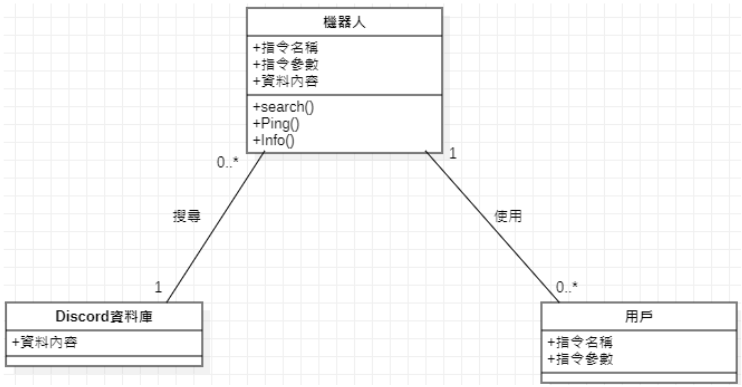 機器人
+指令名稱
+指令參數
+資料內容
+search()
+Ping()
+Info()
0..*
1
搜尋
使用
1
0..*
Discord資料庫
+資料內容
用戶
+指令名稱
+指令參數